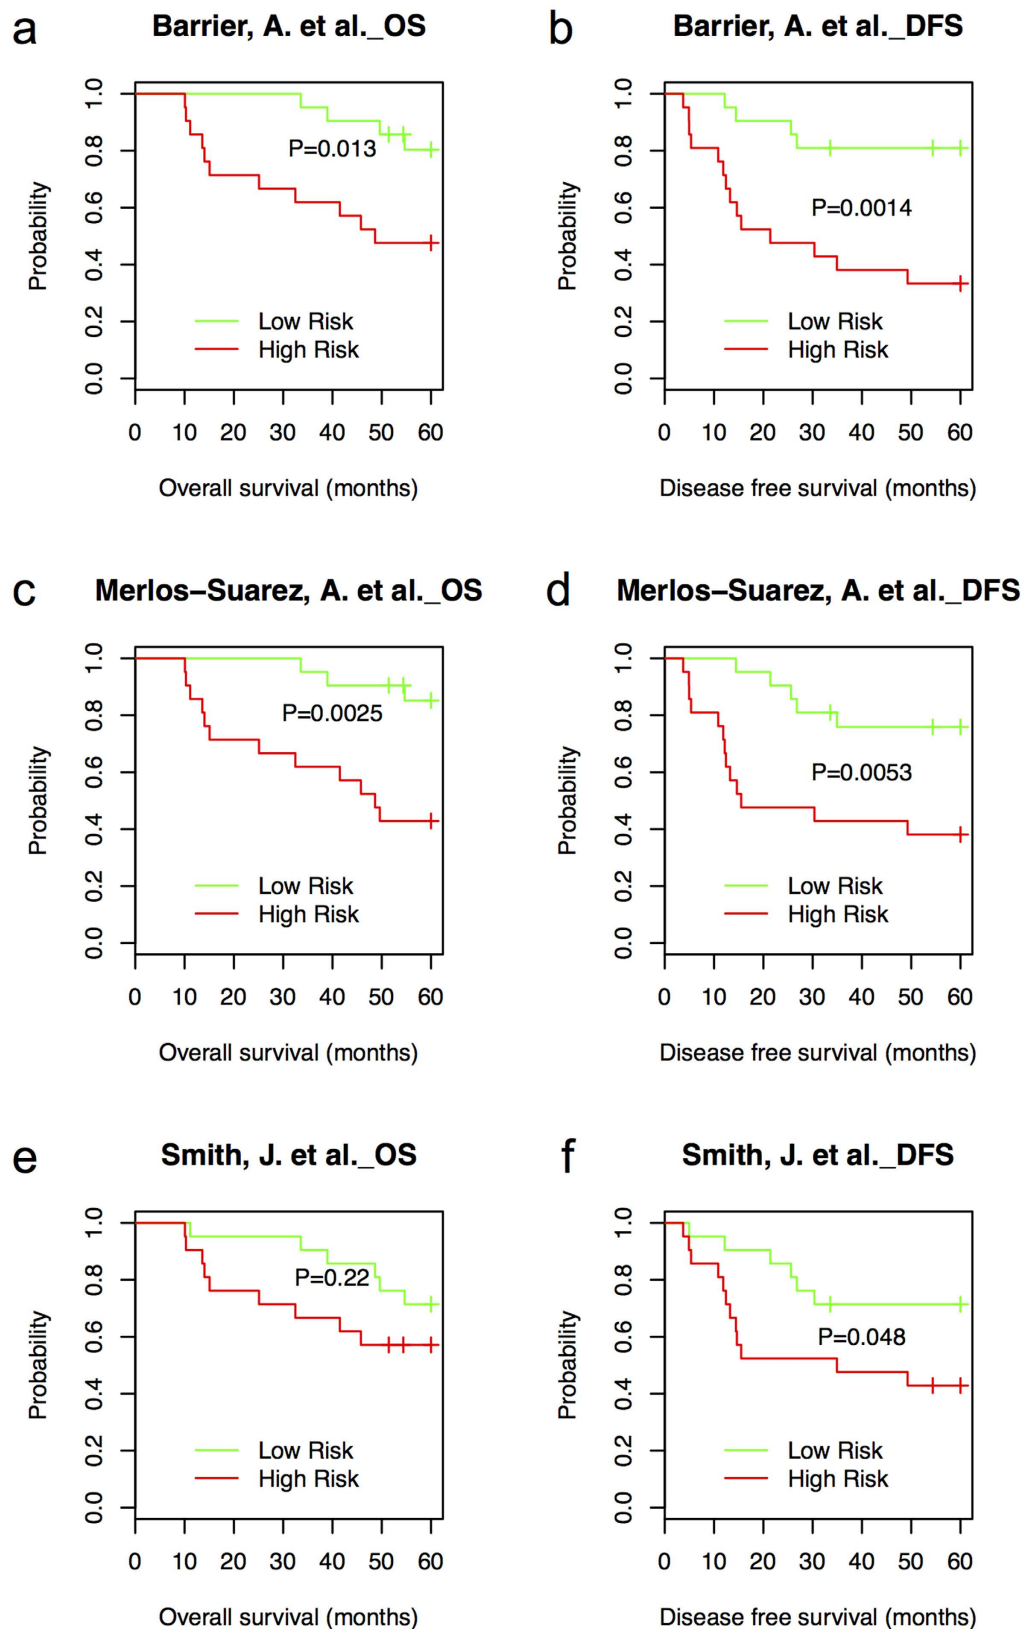 a Barrier, A. et al._OS
Probability
0.0 0.2 0.4 0.6 0.8 1.0
P=0.013
Low Risk
High Risk
0 10 20 30 40 50 60
Overall survival (months)
b Barrier, A. et al._DFS
Probability
0.0 0.2 0.4 0.6 0.8 1.0
P=0.0014
Low Risk
High Risk
0 10 20 30 40 50 60
Disease free survival (months)
c Merlos–Suarez, A. et al._OS
Probability
0.0 0.2 0.4 0.6 0.8 1.0
P=0.0025
Low Risk
High Risk
0 10 20 30 40 50 60
Overall survival (months)
d Merlos–Suarez, A. et al._DFS
Probability
0.0 0.2 0.4 0.6 0.8 1.0
P=0.0053
Low Risk
High Risk
0 10 20 30 40 50 60
Disease free survival (months)
e Smith, J. et al._OS
Probability
0.0 0.2 0.4 0.6 0.8 1.0
P=0.22
Low Risk
High Risk
0 10 20 30 40 50 60
Overall survival (months)
f Smith, J. et al._DFS
Probability
0.0 0.2 0.4 0.6 0.8 1.0
P=0.048
Low Risk
High Risk
0 10 20 30 40 50 60
Disease free survival (months)